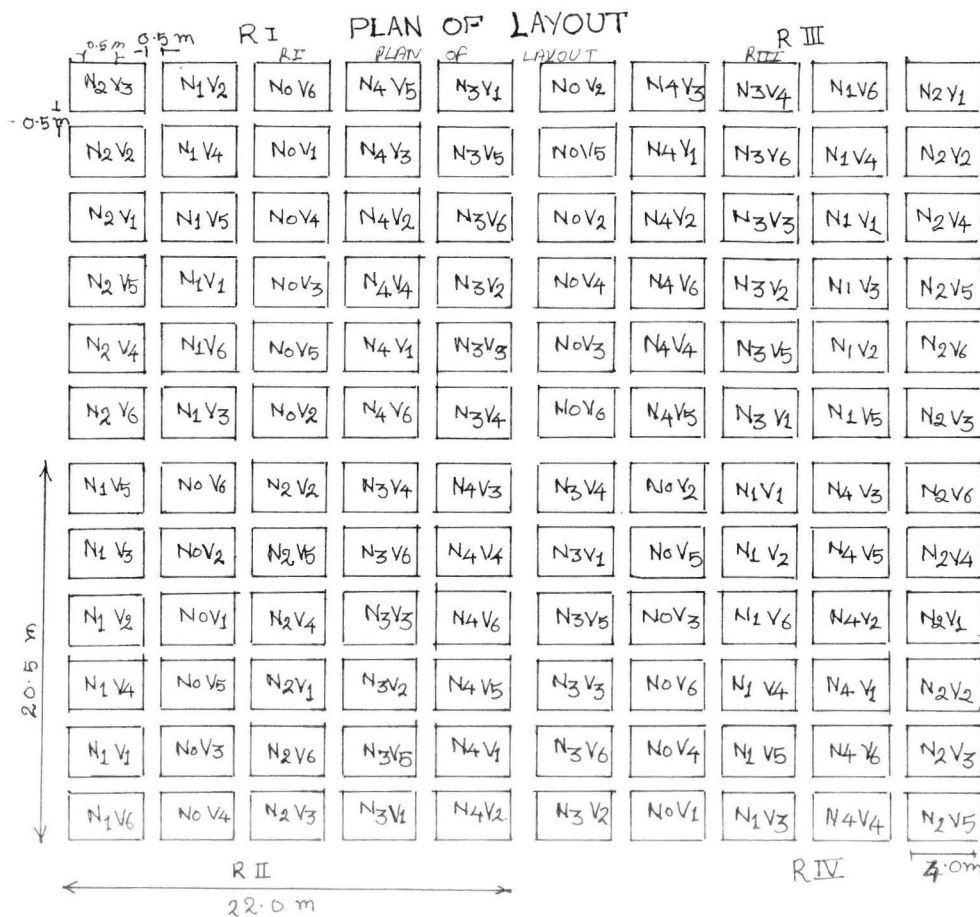 PLAN OF LAYOUT
0.5 m 0.5 m R I R III
RI PLAN OF LAYOUT RIII
N2V3 N1V2 N0V6 N4V5 N3V1 N0V2 N4V3 N3V4 N1V6 N2V1
0.5m
N2V2 N1V4 N0V1 N4V3 N3V5 N0V5 N4V1 N3V6 N1V4 N2V2
N2V1 N1V5 N0V4 N4V2 N3V6 N0V2 N4V2 N3V3 N1V1 N2V4
N2V5 N1V1 N0V3 N4V4 N3V2 N0V4 N4V6 N3V2 N1V3 N2V5
N2V4 N1V6 N0V5 N4V1 N3V3 N0V3 N4V4 N3V5 N1V2 N2V6
N2V6 N1V3 N0V2 N4V6 N3V4 N0V6 N4V5 N3V1 N1V5 N2V3
N1V5 N0V6 N2V2 N3V4 N4V3 N3V4 N0V2 N1V1 N4V3 N2V6
N1V3 N0V2 N2V5 N3V6 N4V4 N3V1 N0V5 N1V2 N4V5 N2V4
N1V2 N0V1 N2V4 N3V3 N4V6 N3V5 N0V3 N1V6 N4V2 N2V1
20.5 m
N1V4 N0V5 N2V1 N3V2 N4V5 N3V3 N0V6 N1V4 N4V1 N2V2
N1V1 N0V3 N2V6 N3V5 N4V1 N3V6 N0V4 N1V5 N4V6 N2V3
N1V6 N0V4 N2V3 N3V1 N4V2 N3V2 N0V1 N1V3 N4V4 N2V5
R II R IV 4.0m
22.0 m